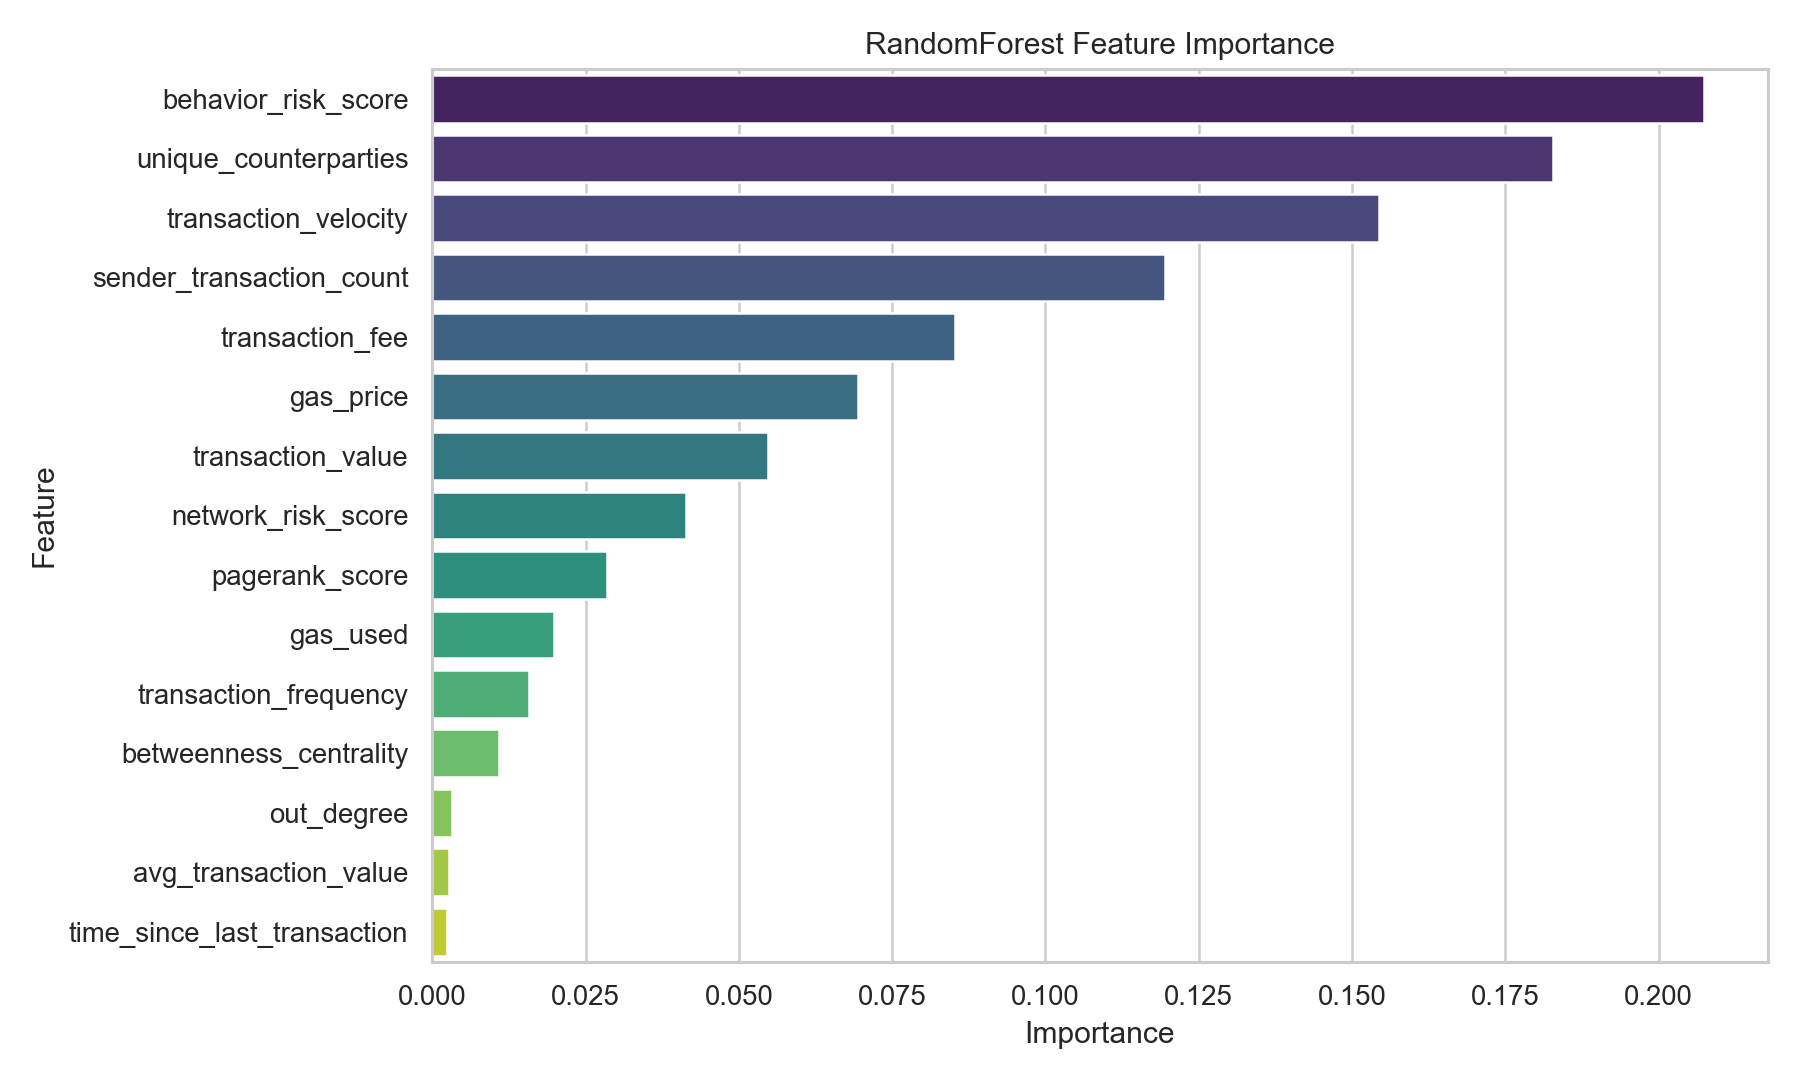 RandomForest Feature Importance
behavior_risk_score
unique_counterparties
transaction_velocity
sender_transaction_count
transaction_fee
gas_price
transaction_value
network_risk_score
pagerank_score
gas_used
transaction_frequency
betweenness_centrality
out_degree
avg_transaction_value
time_since_last_transaction
Feature
0.000 0.025 0.050 0.075 0.100 0.125 0.150 0.175 0.200
Importance